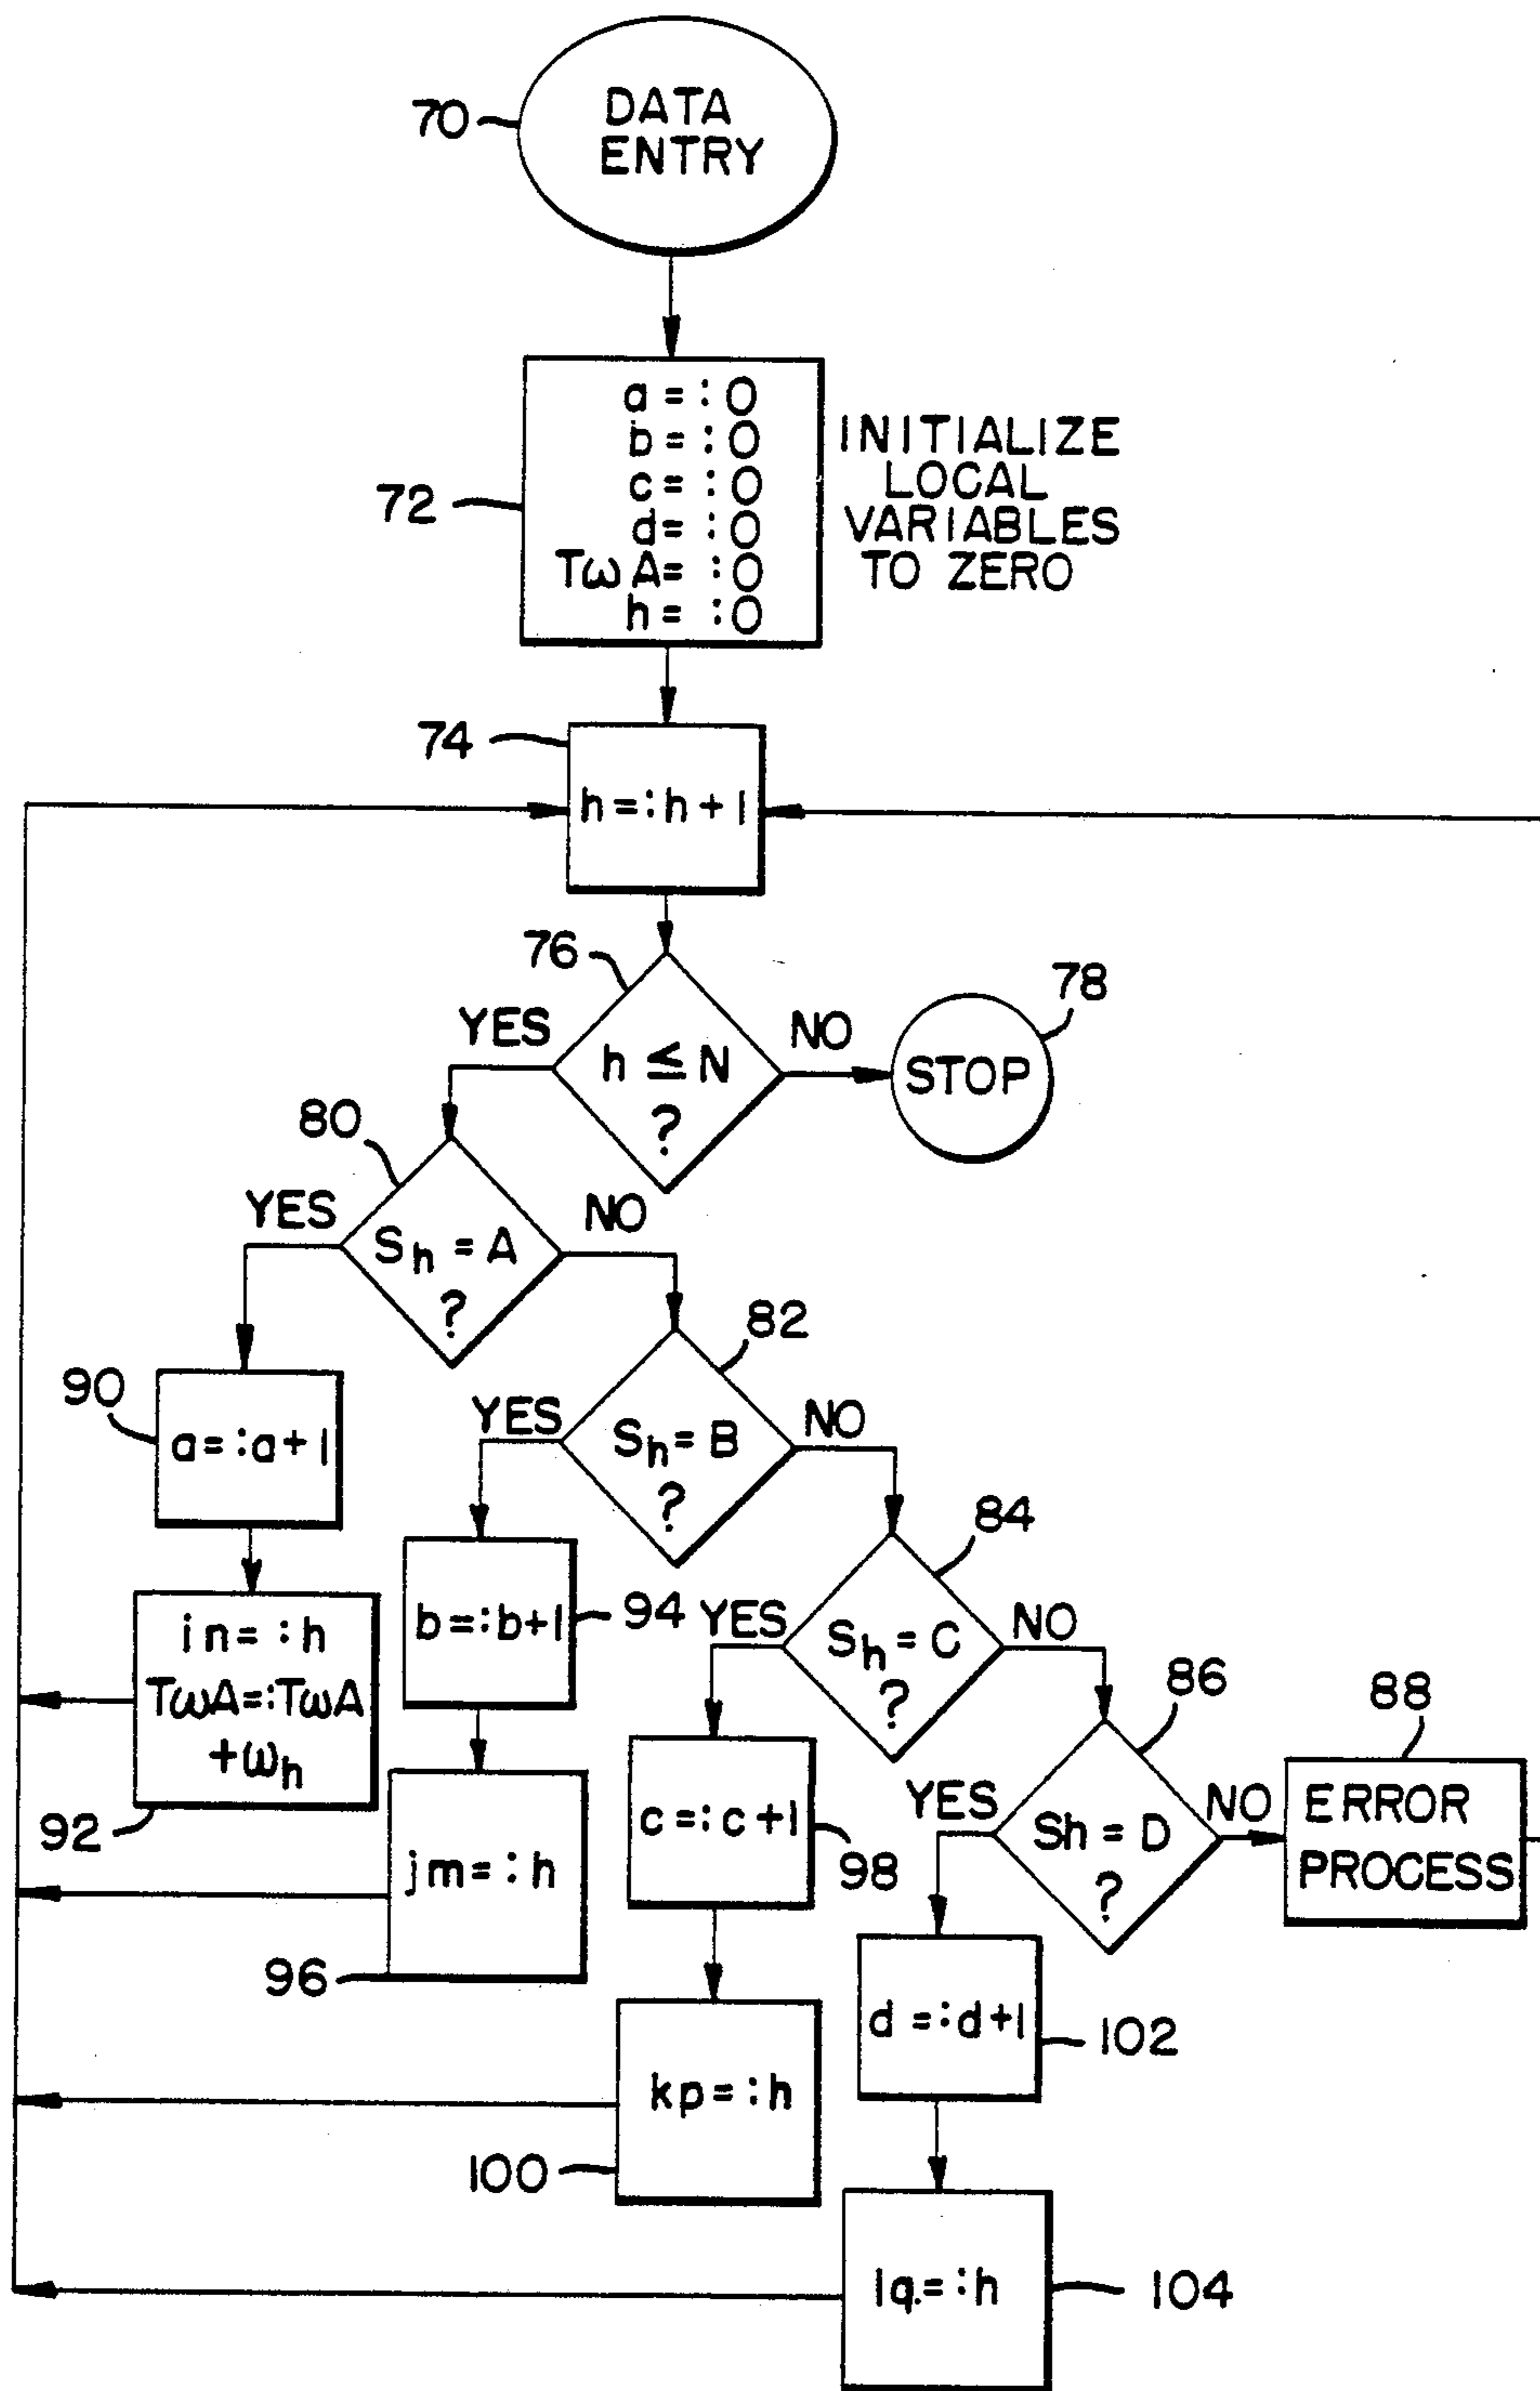 70
DATA
ENTRY
72
a = :0
b = :0
c = :0
d = :0
TωA= :0
h= :0
INITIALIZE
LOCAL
VARIABLES
TO ZERO
74
h=:h+1
76
YES
h ≤ N
?
NO
78
STOP
80
YES
Sh = A
?
NO
82
90
a=:a+1
YES
Sh=B
?
NO
84
in= :h
TωA=:TωA
+ωh
92
b=:b+1
94
YES
Sh=C
?
NO
86
88
jm=:h
96
c=:c+1
98
YES
Sh=D
?
NO
ERROR
PROCESS
kp=:h
100
d=:d+1
102
lq.=:h
104